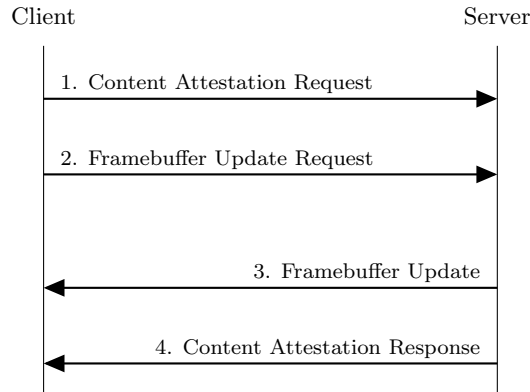 Client
Server
1. Content Attestation Request
2. Framebuffer Update Request
3. Framebuffer Update
4. Content Attestation Response